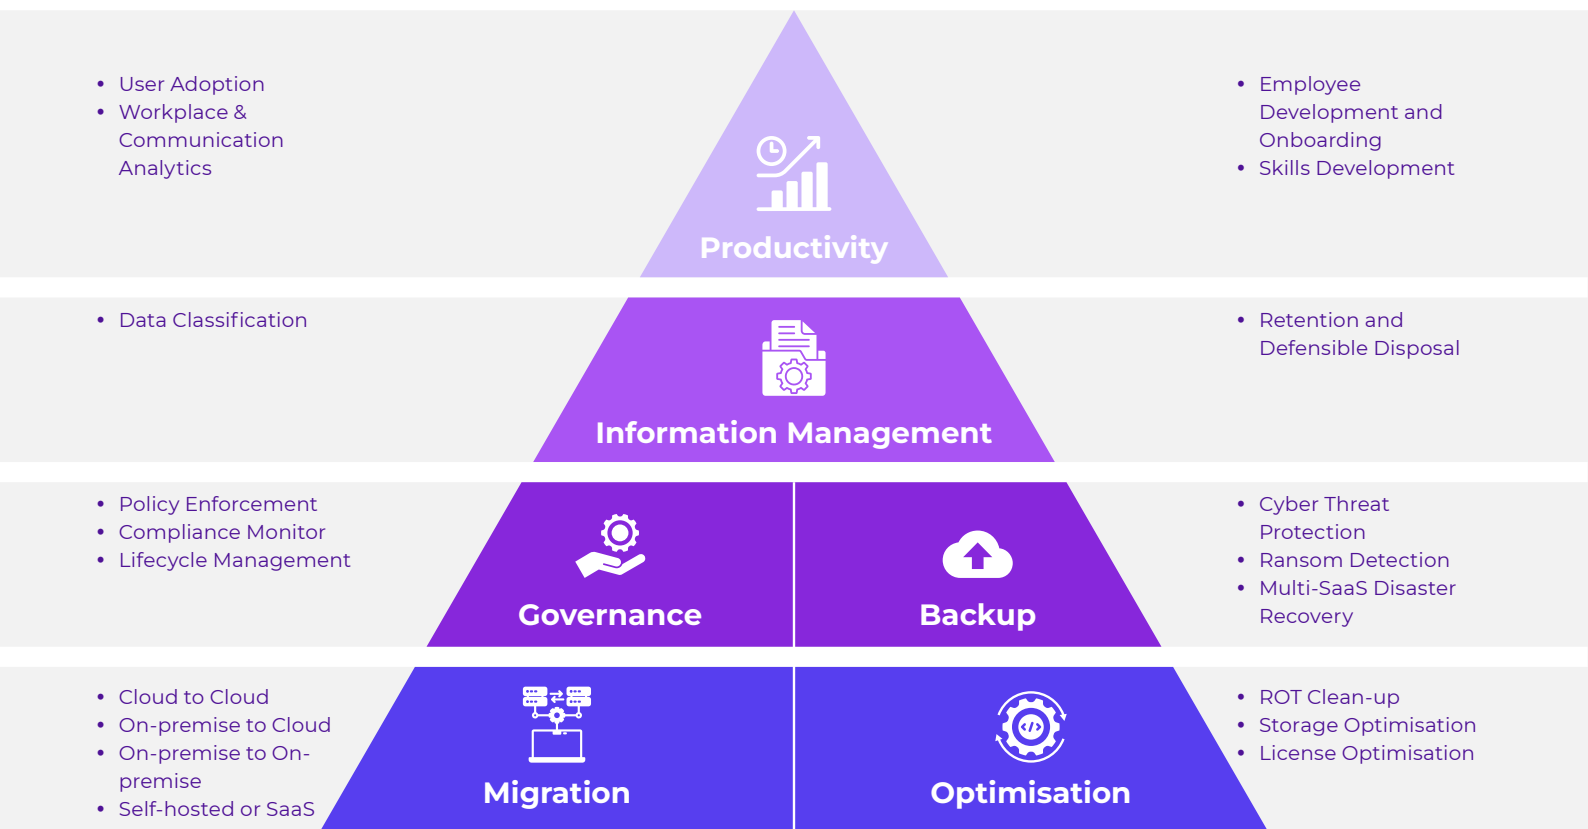 • User Adoption
• Workplace &
Communication
Analytics
Productivity
• Employee
Development and
Onboarding
• Skills Development
• Data Classification
Information Management
• Retention and
Defensible Disposal
• Policy Enforcement
• Compliance Monitor
• Lifecycle Management
Governance
Backup
• Cyber Threat
Protection
• Ransom Detection
• Multi-SaaS Disaster
Recovery
• Cloud to Cloud
• On-premise to Cloud
• On-premise to On-
premise
• Self-hosted or SaaS
Migration
Optimisation
• ROT Clean-up
• Storage Optimisation
• License Optimisation